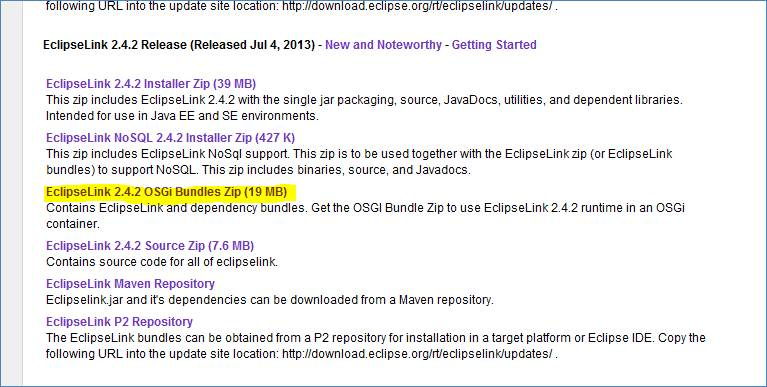 following URL into the update site location: http://download.eclipse.org/rt/eclipselink/updates/ .
EclipseLink 2.4.2 Release (Released Jul 4, 2013) - New and Noteworthy - Getting Started
EclipseLink 2.4.2 Installer Zip (39 MB)
This zip includes EclipseLink 2.4.2 with the single jar packaging, source, JavaDocs, utilities, and dependent libraries.
Intended for use in Java EE and SE environments.
EclipseLink NoSQL 2.4.2 Installer Zip (427 K)
This zip includes EclipseLink NoSql support. This zip is to be used together with the EclipseLink zip (or EclipseLink
bundles) to support NoSQL. This zip includes binaries, source, and Javadocs.
EclipseLink 2.4.2 OSGi Bundles Zip (19 MB)
Contains EclipseLink and dependency bundles. Get the OSGI Bundle Zip to use EclipseLink 2.4.2 runtime in an OSGi
container.
EclipseLink 2.4.2 Source Zip (7.6 MB)
Contains source code for all of eclipselink.
EclipseLink Maven Repository
Eclipselink.jar and it's dependencies can be downloaded from a Maven repository.
EclipseLink P2 Repository
The EclipseLink bundles can be obtained from a P2 repository for installation in a target platform or Eclipse IDE. Copy the
following URL into the update site location: http://download.eclipse.org/rt/eclipselink/updates/ .